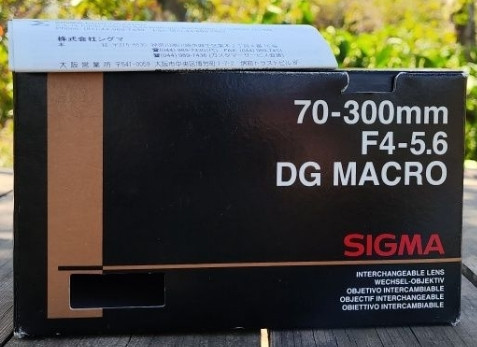 株式会社シグマ
70-300mm
F4-5.6
DG MACRO
SIGMA
INTERCHANGEABLE LENS
WECHSEL-OBJEKTIV
OBJETIVO INTERCAMBIABLE
OBJECTIF INTERCHANGEABLE
OBIETTIVO INTERCAMBIABILE